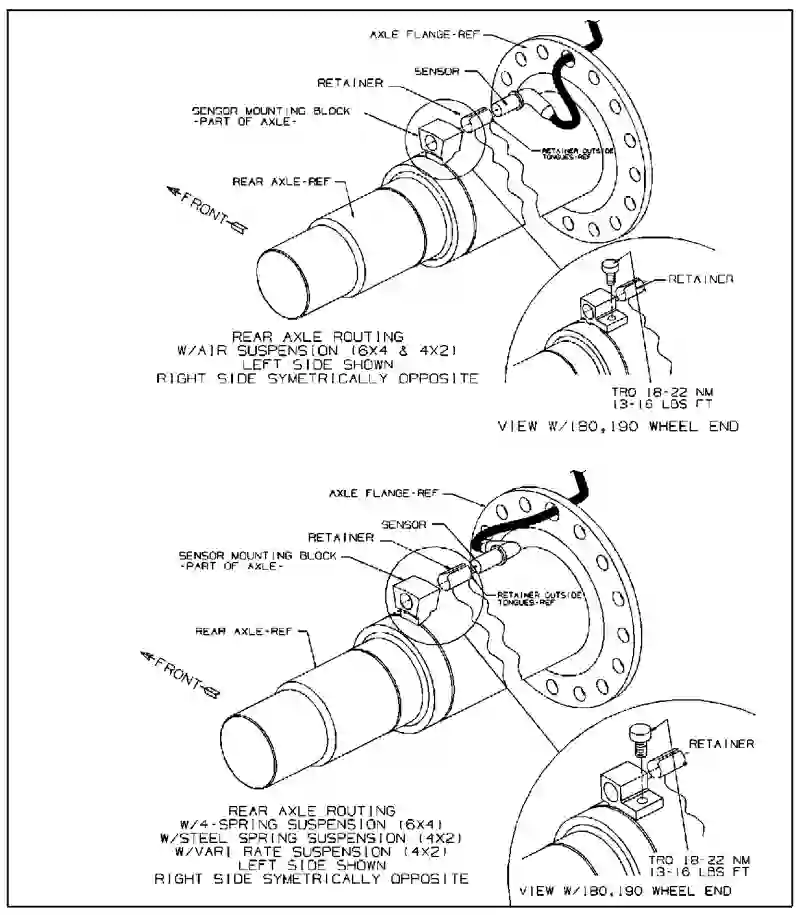 AXLE FLANGE-REF
SENSOR
RETAINER
SENSOR MOUNTING BLOCK
-PART OF AXLE-
RETAINER OUTSIDE
TONGUES-REF
REAR AXLE-REF
FRONT
RETAINER
REAR AXLE ROUTING
W/AIR SUSPENSION (6X4 & 4X2)
LEFT SIDE SHOWN
RIGHT SIDE SYMETRICALLY OPPOSITE
TRQ 18-22 NM
13-16 LBS FT
VIEW W/180,190 WHEEL END
AXLE FLANGE-REF
SENSOR
RETAINER
SENSOR MOUNTING BLOCK
-PART OF AXLE-
RETAINER OUTSIDE
TONGUES-REF
REAR AXLE-REF
FRONT
RETAINER
REAR AXLE ROUTING
W/4-SPRING SUSPENSION (6X4)
W/STEEL SPRING SUSPENSION (4X2)
W/VARI RATE SUSPENSION (4X2)
LEFT SIDE SHOWN
RIGHT SIDE SYMETRICALLY OPPOSITE
TRQ 18-22 NM
13-16 LBS FT
VIEW W/180,190 WHEEL END